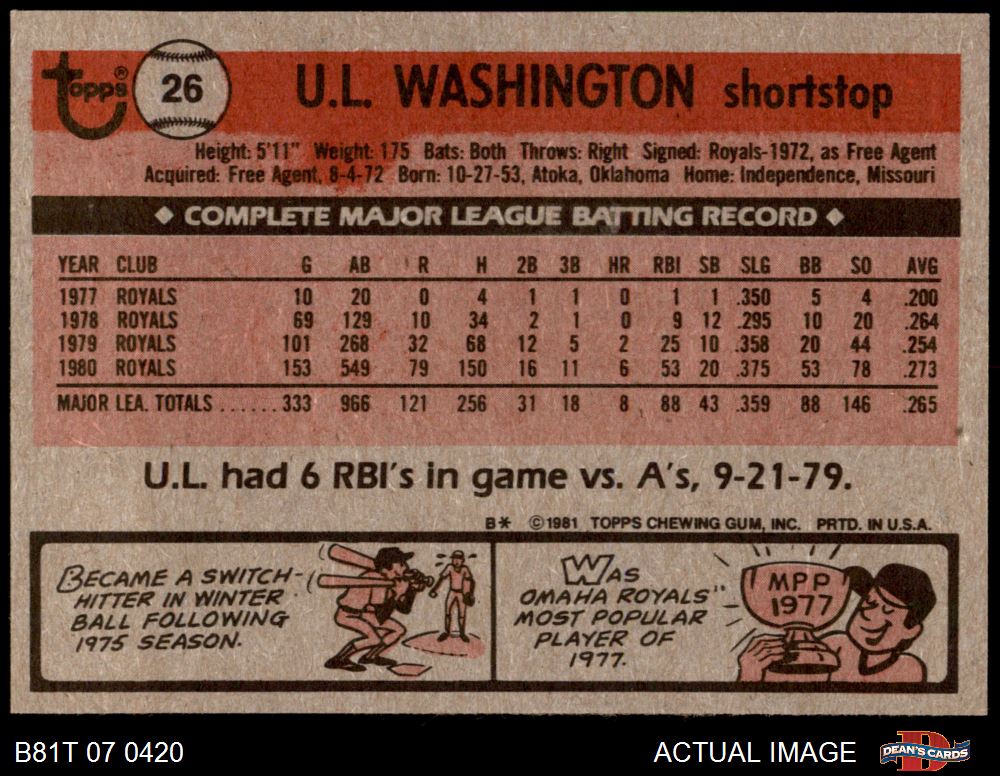 topps® 26 U.L. WASHINGTON shortstop
Height: 5'11" Weight: 175 Bats: Both Throws: Right Signed: Royals-1972, as Free Agent
Acquired: Free Agent, 8-4-72 Born: 10-27-53, Atoka, Oklahoma Home: Independence, Missouri
◆ COMPLETE MAJOR LEAGUE BATTING RECORD ◆
YEAR CLUB G AB R H 2B 3B HR RBI SB SLG BB SO AVG
1977 ROYALS 10 20 0 4 1 1 0 1 1 .350 5 4 .200
1978 ROYALS 69 129 10 34 2 1 0 9 12 .295 10 20 .264
1979 ROYALS 101 268 32 68 12 5 2 25 10 .358 20 44 .254
1980 ROYALS 153 549 79 150 16 11 6 53 20 .375 53 78 .273
MAJOR LEA. TOTALS ...... 333 966 121 256 31 18 8 88 43 .359 88 146 .265
U.L. had 6 RBI's in game vs. A's, 9-21-79.
B* ©1981 TOPPS CHEWING GUM, INC. PRTD. IN U.S.A.
BECAME A SWITCH-
HITTER IN WINTER
BALL FOLLOWING
1975 SEASON.
WAS
OMAHA ROYALS"
MOST POPULAR
PLAYER OF
1977.
MPP
1977
B81T 07 0420 ACTUAL IMAGE DEAN'S CARDS